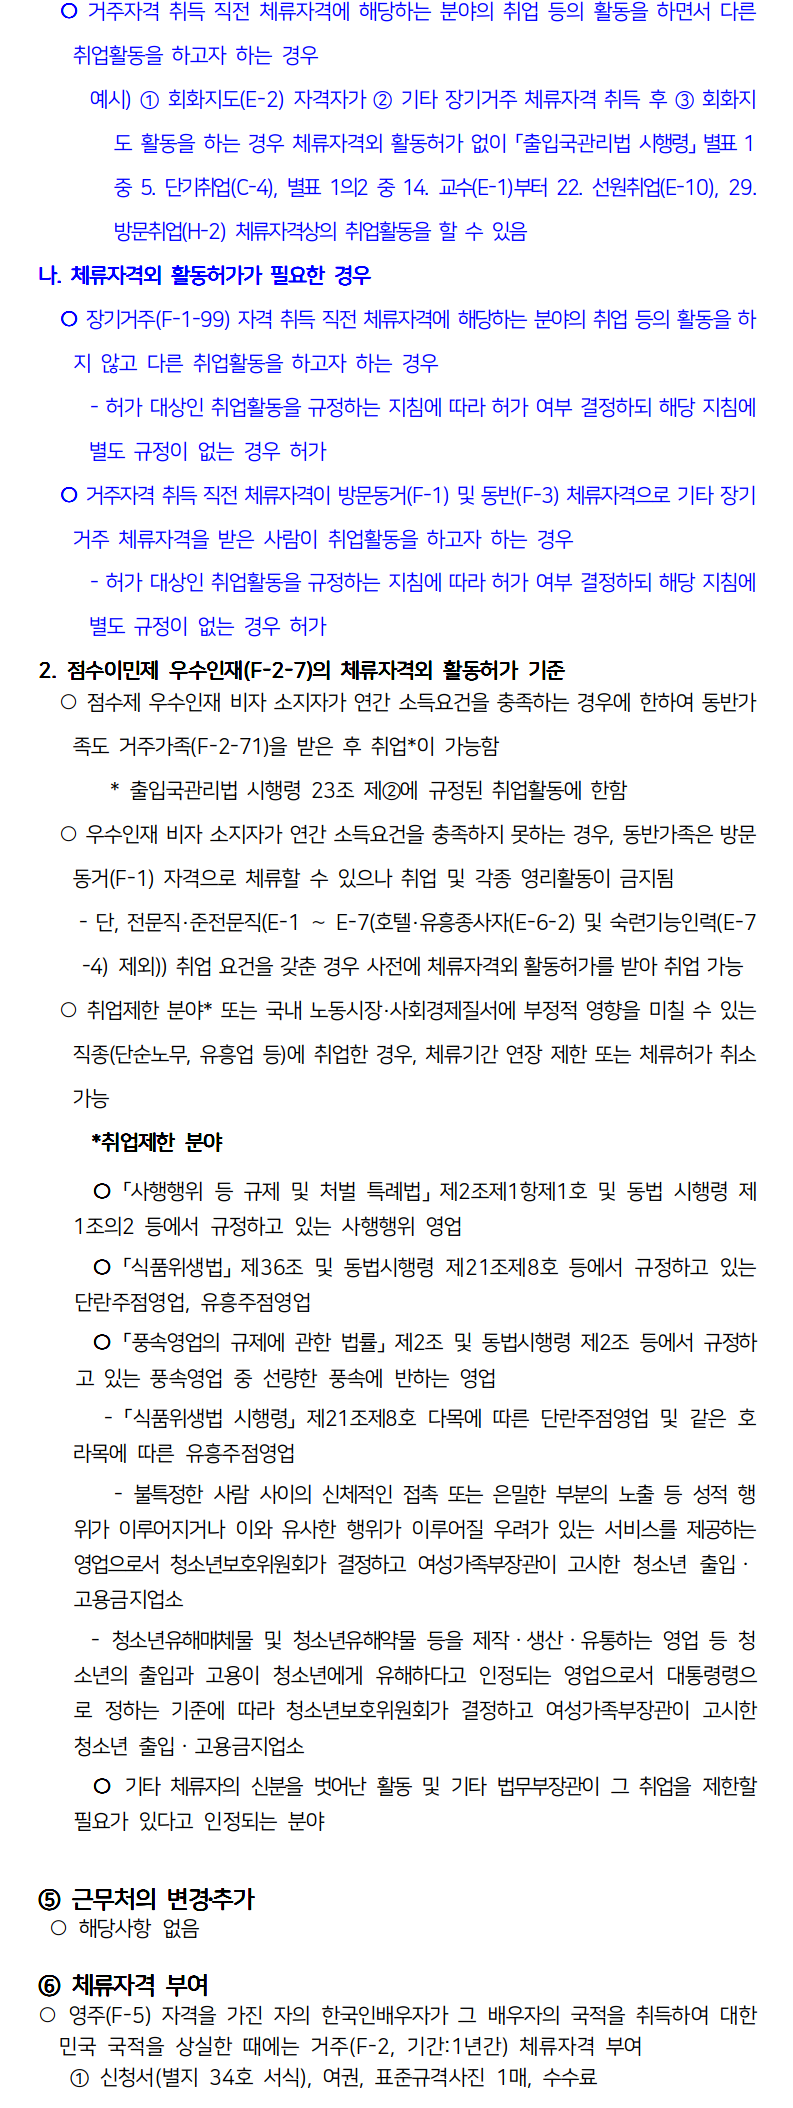 ○ 거주자격 취득 직전 체류자격에 해당하는 분야의 취업 등의 활동을 하면서 다른
취업활동을 하고자 하는 경우
예시) ① 회화지도(E-2) 자격자가 ② 기타 장기거주 체류자격 취득 후 ③ 회화지
도 활동을 하는 경우 체류자격외 활동허가 없이 「출입국관리법 시행령」 별표 1
중 5. 단기취업(C-4), 별표 1의2 중 14. 교수(E-1)부터 22. 선원취업(E-10), 29.
방문취업(H-2) 체류자격상의 취업활동을 할 수 있음
나. 체류자격외 활동허가가 필요한 경우
○ 장기거주(F-1-99) 자격 취득 직전 체류자격에 해당하는 분야의 취업 등의 활동을 하
지 않고 다른 취업활동을 하고자 하는 경우
- 허가 대상인 취업활동을 규정하는 지침에 따라 허가 여부 결정하되 해당 지침에
별도 규정이 없는 경우 허가
○ 거주자격 취득 직전 체류자격이 방문동거(F-1) 및 동반(F-3) 체류자격으로 기타 장기
거주 체류자격을 받은 사람이 취업활동을 하고자 하는 경우
- 허가 대상인 취업활동을 규정하는 지침에 따라 허가 여부 결정하되 해당 지침에
별도 규정이 없는 경우 허가
2. 점수이민제 우수인재(F-2-7)의 체류자격외 활동허가 기준
○ 점수제 우수인재 비자 소지자가 연간 소득요건을 충족하는 경우에 한하여 동반가
족도 거주가족(F-2-71)을 받은 후 취업*이 가능함
* 출입국관리법 시행령 23조 제②에 규정된 취업활동에 한함
○ 우수인재 비자 소지자가 연간 소득요건을 충족하지 못하는 경우, 동반가족은 방문
동거(F-1) 자격으로 체류할 수 있으나 취업 및 각종 영리활동이 금지됨
- 단, 전문직·준전문직(E-1 ~ E-7(호텔·유흥종사자(E-6-2) 및 숙련기능인력(E-7
-4) 제외)) 취업 요건을 갖춘 경우 사전에 체류자격외 활동허가를 받아 취업 가능
○ 취업제한 분야* 또는 국내 노동시장·사회경제질서에 부정적 영향을 미칠 수 있는
직종(단순노무, 유흥업 등)에 취업한 경우, 체류기간 연장 제한 또는 체류허가 취소
가능
*취업제한 분야
○ 「사행행위 등 규제 및 처벌 특례법」 제2조제1항제1호 및 동법 시행령 제
1조의2 등에서 규정하고 있는 사행행위 영업
○ 「식품위생법」 제36조 및 동법시행령 제21조제8호 등에서 규정하고 있는
단란주점영업, 유흥주점영업
○ 「풍속영업의 규제에 관한 법률」 제2조 및 동법시행령 제2조 등에서 규정하
고 있는 풍속영업 중 선량한 풍속에 반하는 영업
- 「식품위생법 시행령」 제21조제8호 다목에 따른 단란주점영업 및 같은 호
라목에 따른 유흥주점영업
- 불특정한 사람 사이의 신체적인 접촉 또는 은밀한 부분의 노출 등 성적 행
위가 이루어지거나 이와 유사한 행위가 이루어질 우려가 있는 서비스를 제공하는
영업으로서 청소년보호위원회가 결정하고 여성가족부장관이 고시한 청소년 출입·
고용금지업소
- 청소년유해매체물 및 청소년유해약물 등을 제작·생산·유통하는 영업 등 청
소년의 출입과 고용이 청소년에게 유해하다고 인정되는 영업으로서 대통령령으
로 정하는 기준에 따라 청소년보호위원회가 결정하고 여성가족부장관이 고시한
청소년 출입·고용금지업소
○ 기타 체류자의 신분을 벗어난 활동 및 기타 법무부장관이 그 취업을 제한할
필요가 있다고 인정되는 분야
⑤ 근무처의 변경·추가
○ 해당사항 없음
⑥ 체류자격 부여
○ 영주(F-5) 자격을 가진 자의 한국인배우자가 그 배우자의 국적을 취득하여 대한
민국 국적을 상실한 때에는 거주(F-2, 기간:1년간) 체류자격 부여
① 신청서(별지 34호 서식), 여권, 표준규격사진 1매, 수수료